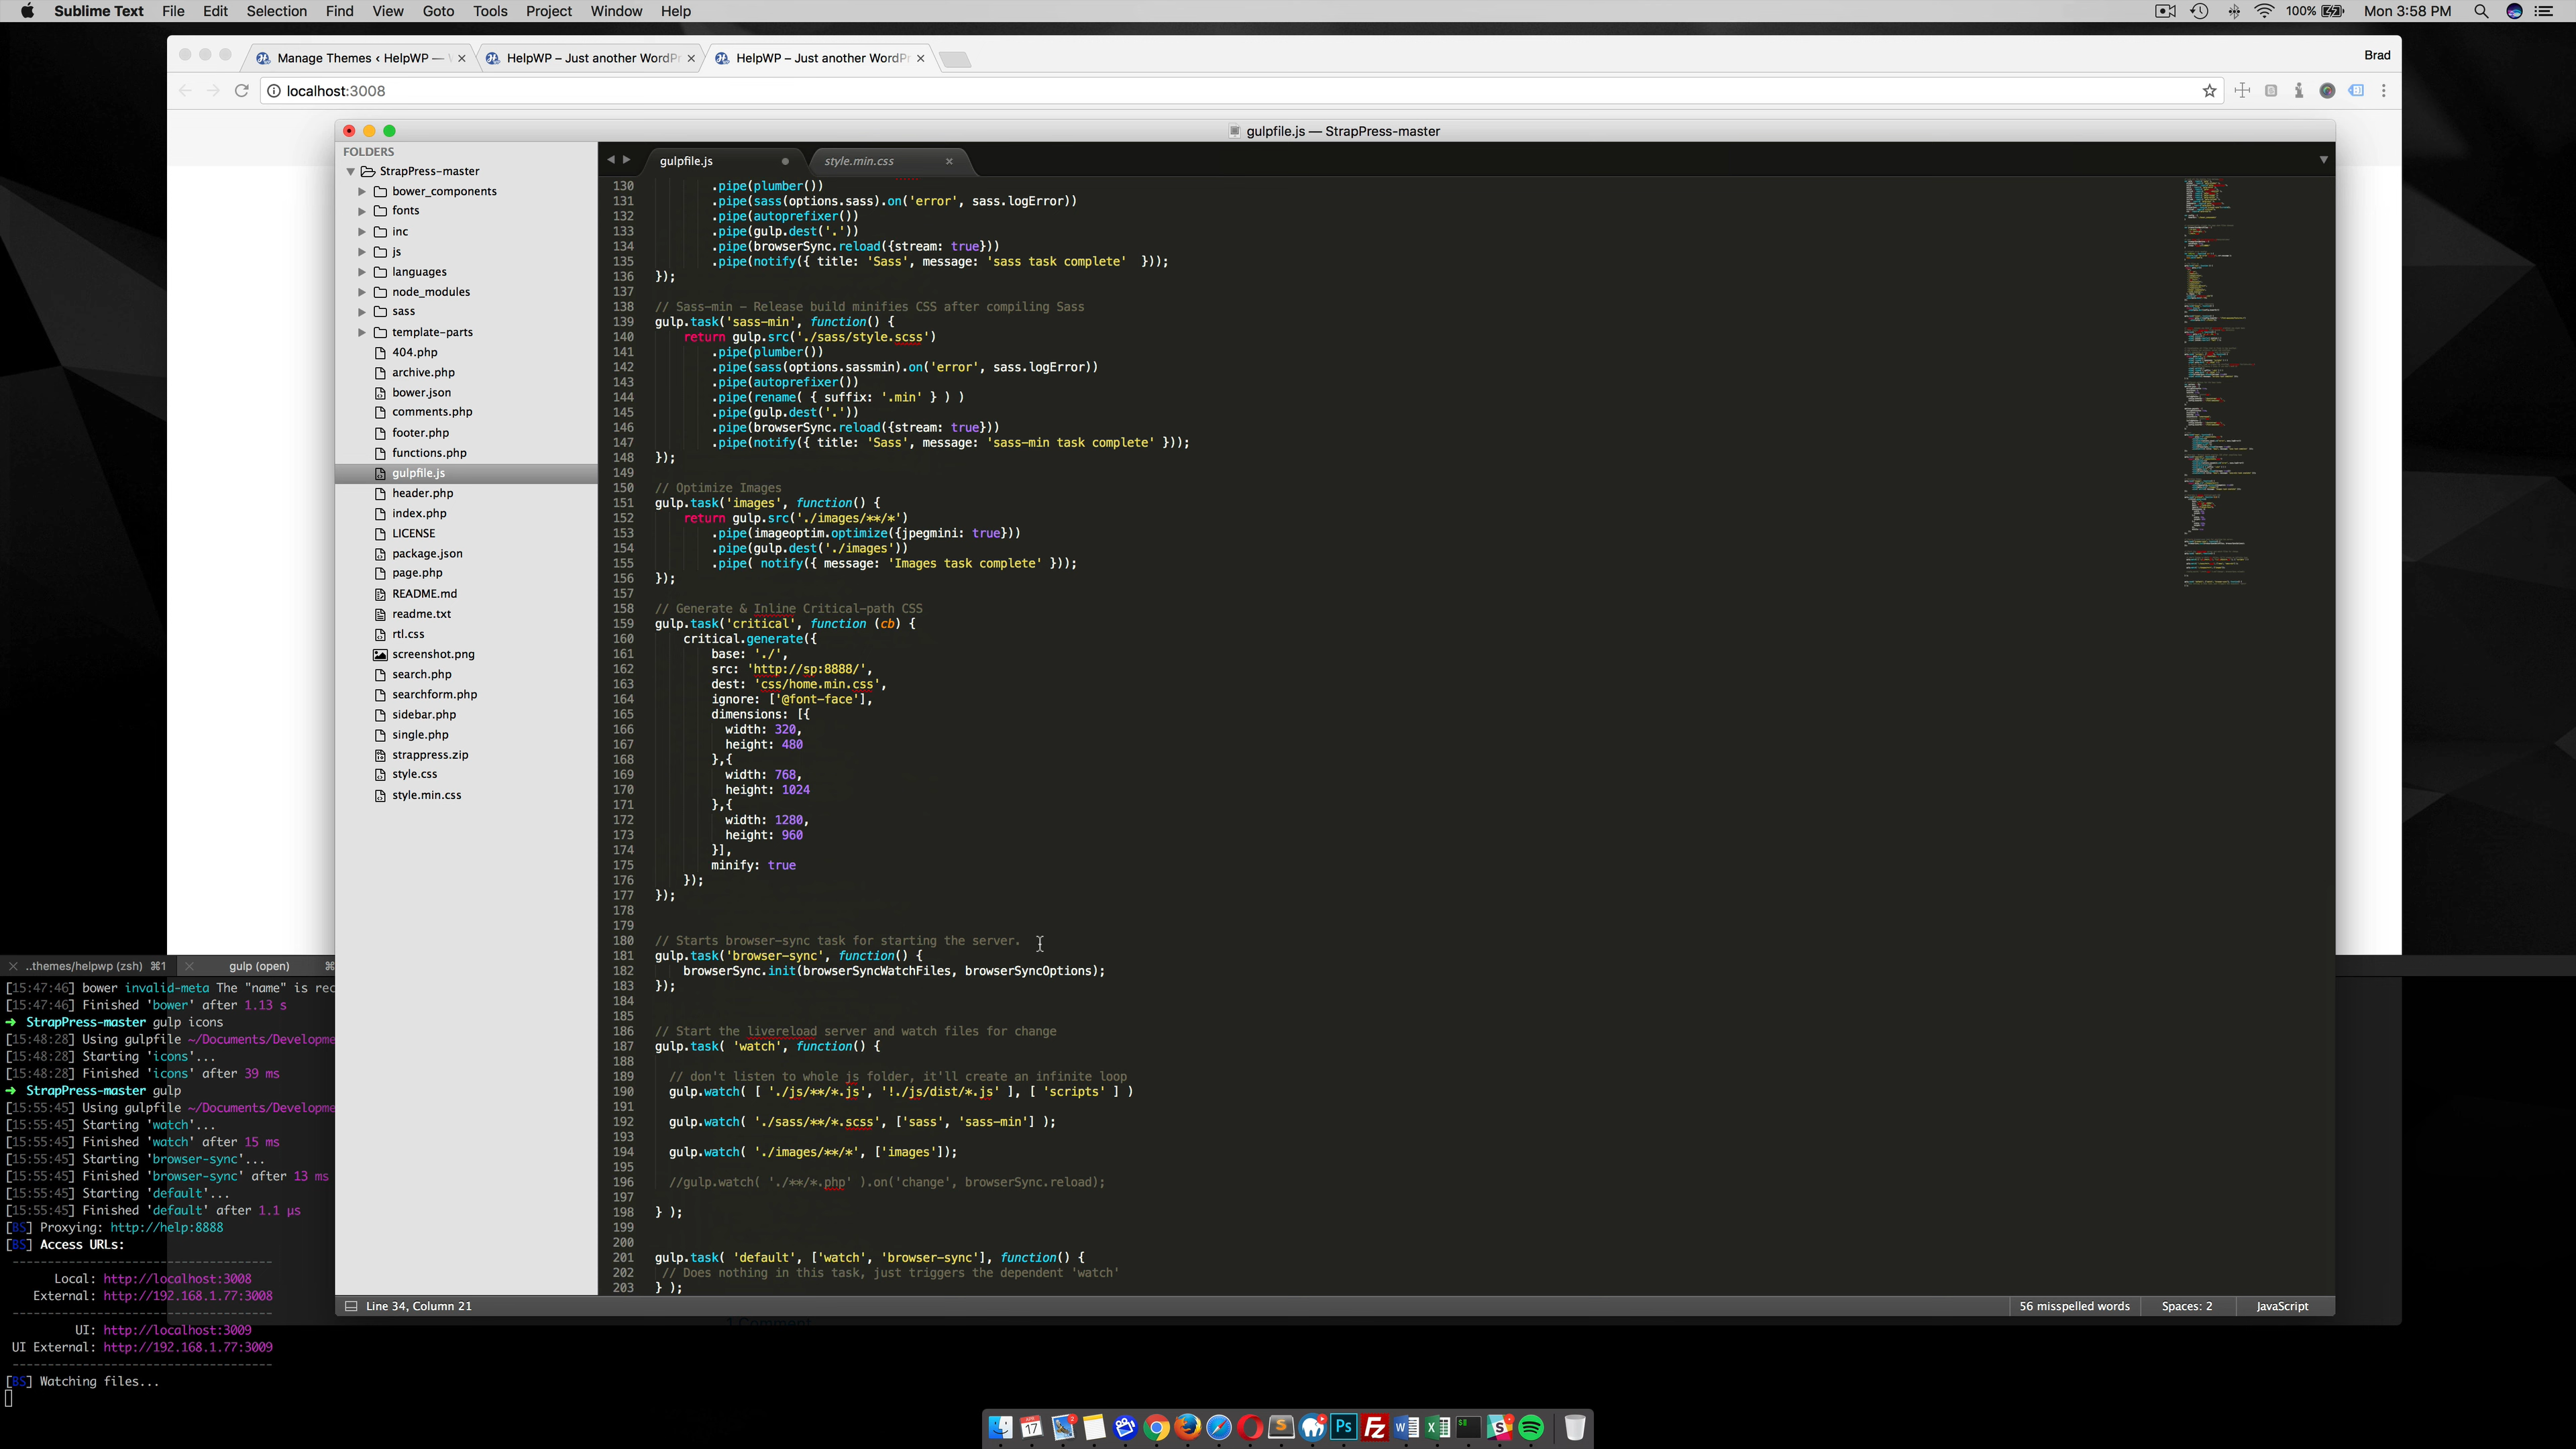 Sublime Text File Edit Selection Find View Goto Tools Project Window Help 100% Mon 3:58 PM
Manage Themes ‹ HelpWP — HelpWP – Just another WordPr HelpWP – Just another WordPr Brad
localhost:3008
gulpfile.js — StrapPress-master
FOLDERS
StrapPress-master
bower_components
fonts
inc
js
languages
node_modules
sass
template-parts
404.php
archive.php
bower.json
comments.php
footer.php
functions.php
gulpfile.js
header.php
index.php
LICENSE
package.json
page.php
README.md
readme.txt
rtl.css
screenshot.png
search.php
searchform.php
sidebar.php
single.php
strappress.zip
style.css
style.min.css
gulpfile.js style.min.css
130 .pipe(plumber())
131 .pipe(sass(options.sass).on('error', sass.logError))
132 .pipe(autoprefixer())
133 .pipe(gulp.dest('.'))
134 .pipe(browserSync.reload({stream: true}))
135 .pipe(notify({ title: 'Sass', message: 'sass task complete'  }));
136 });
137
138 // Sass-min – Release build minifies CSS after compiling Sass
139 gulp.task('sass-min', function() {
140 return gulp.src('./sass/style.scss')
141 .pipe(plumber())
142 .pipe(sass(options.sassmin).on('error', sass.logError))
143 .pipe(autoprefixer())
144 .pipe(rename( { suffix: '.min' } ) )
145 .pipe(gulp.dest('.'))
146 .pipe(browserSync.reload({stream: true}))
147 .pipe(notify({ title: 'Sass', message: 'sass-min task complete' }));
148 });
149
150 // Optimize Images
151 gulp.task('images', function() {
152 return gulp.src('./images/**/*')
153 .pipe(imageoptim.optimize({jpegmini: true}))
154 .pipe(gulp.dest('./images'))
155 .pipe( notify({ message: 'Images task complete' }));
156 });
157
158 // Generate & Inline Critical-path CSS
159 gulp.task('critical', function (cb) {
160 critical.generate({
161 base: './',
162 src: 'http://sp:8888/',
163 dest: 'css/home.min.css',
164 ignore: ['@font-face'],
165 dimensions: [{
166 width: 320,
167 height: 480
168 },{
169 width: 768,
170 height: 1024
171 },{
172 width: 1280,
173 height: 960
174 }],
175 minify: true
176 });
177 });
178
179
180 // Starts browser-sync task for starting the server.
181 gulp.task('browser-sync', function() {
182 browserSync.init(browserSyncWatchFiles, browserSyncOptions);
183 });
184
185
186 // Start the livereload server and watch files for change
187 gulp.task( 'watch', function() {
188
189 // don't listen to whole js folder, it'll create an infinite loop
190 gulp.watch( [ './js/**/*.js', '!./js/dist/*.js' ], [ 'scripts' ] )
191
192 gulp.watch( './sass/**/*.scss', ['sass', 'sass-min'] );
193
194 gulp.watch( './images/**/*', ['images']);
195
196 //gulp.watch( './**/*.php' ).on('change', browserSync.reload);
197
198 } );
199
200
201 gulp.task( 'default', ['watch', 'browser-sync'], function() {
202 // Does nothing in this task, just triggers the dependent 'watch'
203 } );
Line 34, Column 21 56 misspelled words Spaces: 2 JavaScript
..themes/helpwp (zsh) ⌘1 gulp (open) ⌘
[15:47:46] bower invalid-meta The "name" is rec
[15:47:46] Finished 'bower' after 1.13 s
➜ StrapPress-master gulp icons
[15:48:28] Using gulpfile ~/Documents/Developme
[15:48:28] Starting 'icons'...
[15:48:28] Finished 'icons' after 39 ms
➜ StrapPress-master gulp
[15:55:45] Using gulpfile ~/Documents/Developme
[15:55:45] Starting 'watch'...
[15:55:45] Finished 'watch' after 15 ms
[15:55:45] Starting 'browser-sync'...
[15:55:45] Finished 'browser-sync' after 13 ms
[15:55:45] Starting 'default'...
[15:55:45] Finished 'default' after 1.1 µs
[BS] Proxying: http://help:8888
[BS] Access URLs:
Local: http://localhost:3008
External: http://192.168.1.77:3008
UI: http://localhost:3009
UI External: http://192.168.1.77:3009
[BS] Watching files...
17
Ps
Fz